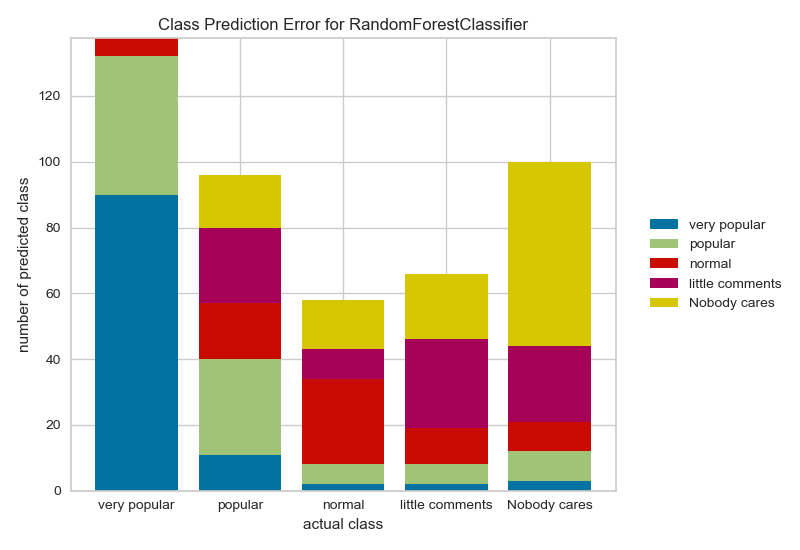 Class Prediction Error for RandomForestClassifier
number of predicted class
120
100
80
60
40
20
0
very popular
popular
normal
little comments
Nobody cares
actual class
very popular
popular
normal
little comments
Nobody cares